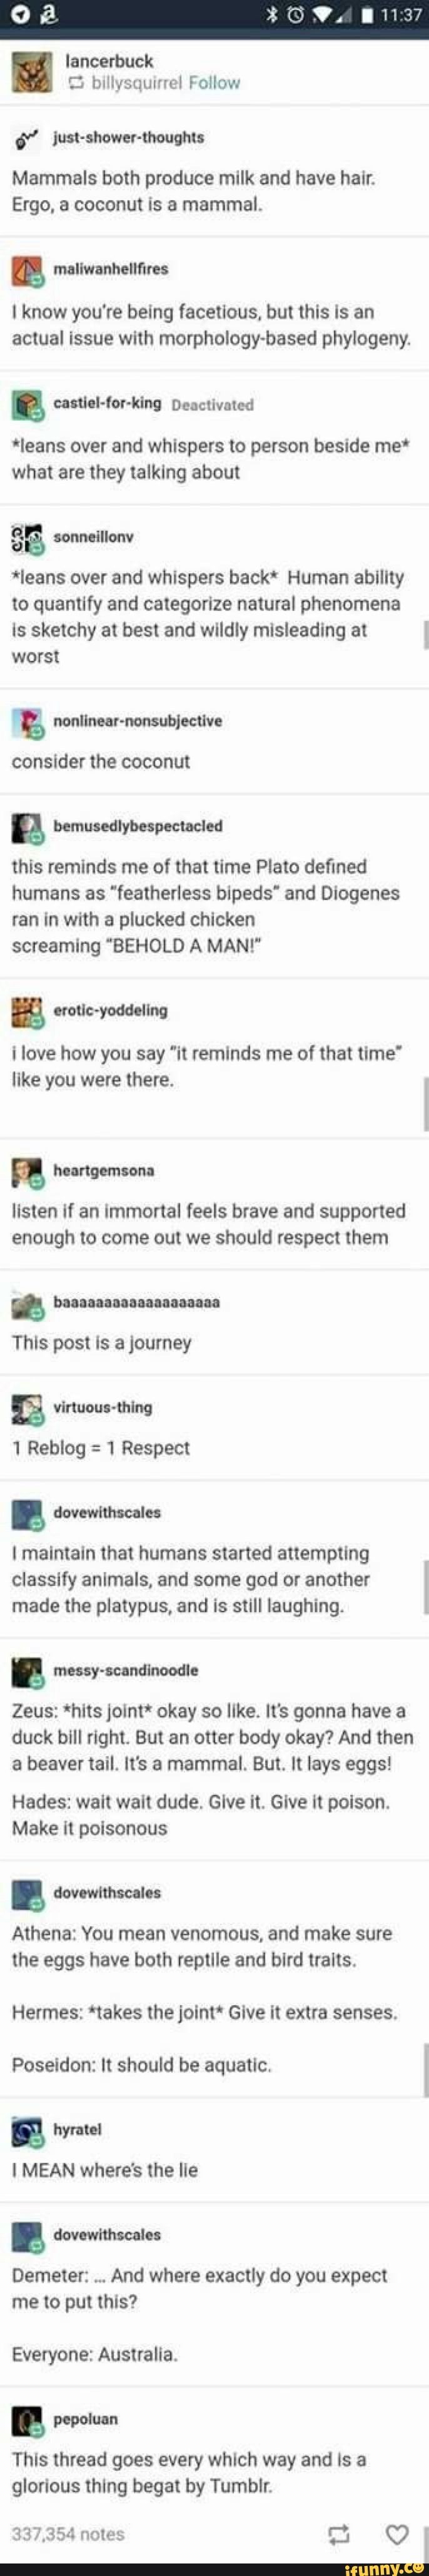 11:37
lancerbuck
billysquirrel Follow
just-shower-thoughts
Mammals both produce milk and have hair.
Ergo, a coconut is a mammal.
maliwanhellfires
I know you're being facetious, but this is an
actual issue with morphology-based phylogeny.
castiel-for-king Deactivated
*leans over and whispers to person beside me*
what are they talking about
sonneillonv
*leans over and whispers back* Human ability
to quantify and categorize natural phenomena
is sketchy at best and wildly misleading at
worst
nonlinear-nonsubjective
consider the coconut
bemusedlybespectacled
this reminds me of that time Plato defined
humans as "featherless bipeds" and Diogenes
ran in with a plucked chicken
screaming "BEHOLD A MAN!"
erotic-yoddeling
i love how you say "it reminds me of that time"
like you were there.
heartgemsona
listen if an immortal feels brave and supported
enough to come out we should respect them
baaaaaaaaaaaaaaaaaaa
This post is a journey
virtuous-thing
1 Reblog = 1 Respect
dovewithscales
I maintain that humans started attempting
classify animals, and some god or another
made the platypus, and is still laughing.
messy-scandinoodle
Zeus: *hits joint* okay so like. It's gonna have a
duck bill right. But an otter body okay? And then
a beaver tail. It's a mammal. But. It lays eggs!
Hades: wait wait dude. Give it. Give it poison.
Make it poisonous
dovewithscales
Athena: You mean venomous, and make sure
the eggs have both reptile and bird traits.
Hermes: *takes the joint* Give it extra senses.
Poseidon: It should be aquatic.
hyratel
I MEAN where's the lie
dovewithscales
Demeter: ... And where exactly do you expect
me to put this?
Everyone: Australia.
pepoluan
This thread goes every which way and is a
glorious thing begat by Tumblr.
337,354 notes
ifunny.co